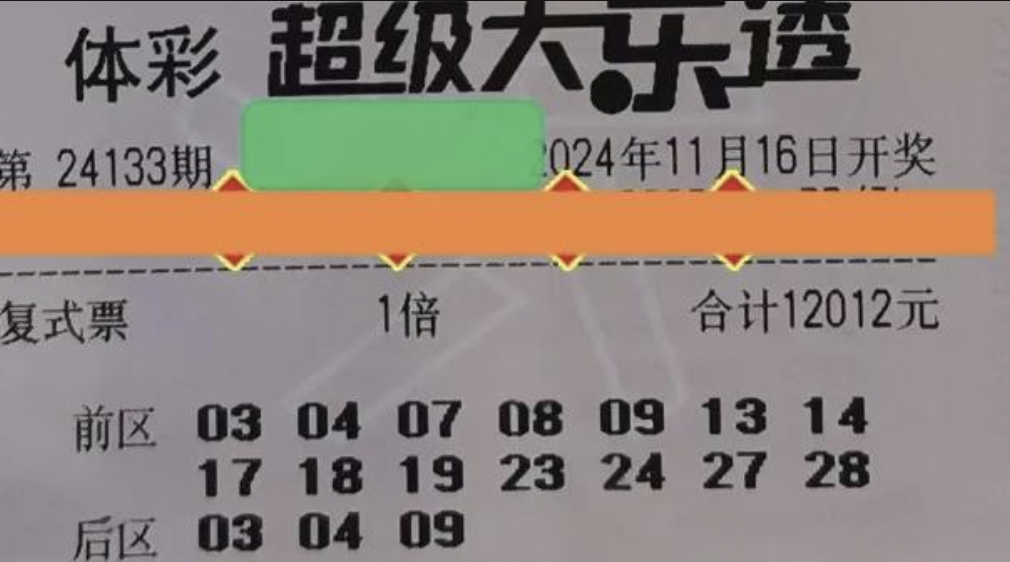 体彩 超级大乐透
第 24133期 2024年11月16日开奖
复式票 1倍 合计12012元
前区 03 04 07 08 09 13 14
17 18 19 23 24 27 28
后区 03 04 09